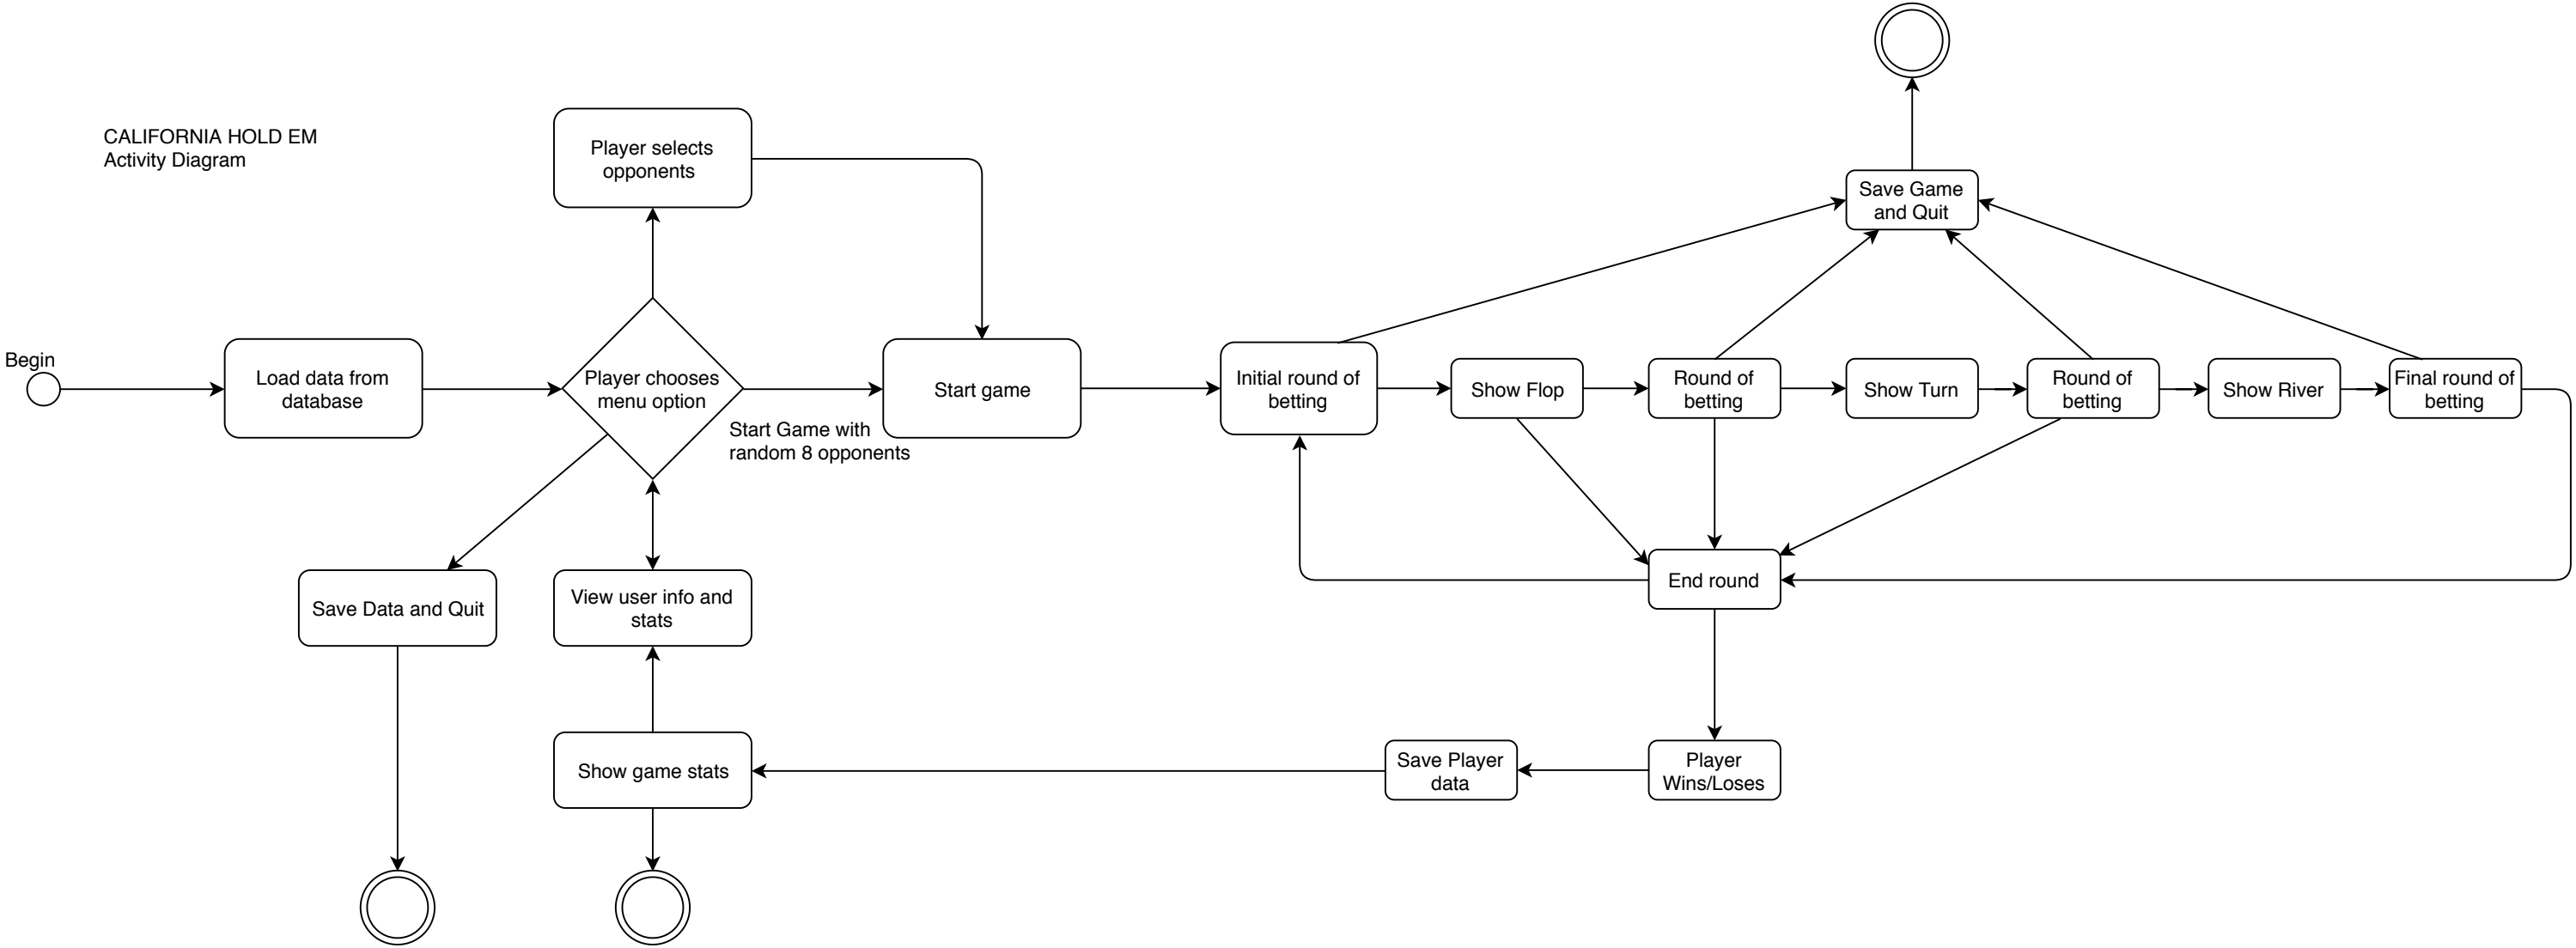 CALIFORNIA HOLD EM
Activity Diagram
Begin
Load data from
database
Player chooses
menu option
Player selects
opponents
Start Game with
random 8 opponents
Start game
Save Data and Quit
View user info and
stats
Show game stats
Initial round of
betting
Show Flop
Round of
betting
Show Turn
Round of
betting
Show River
Final round of
betting
Save Game
and Quit
End round
Player
Wins/Loses
Save Player
data